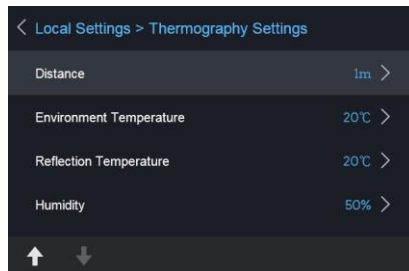 Local Settings > Thermography Settings
Distance 1m >
Environment Temperature 20℃ >
Reflection Temperature 20℃ >
Humidity 50% >